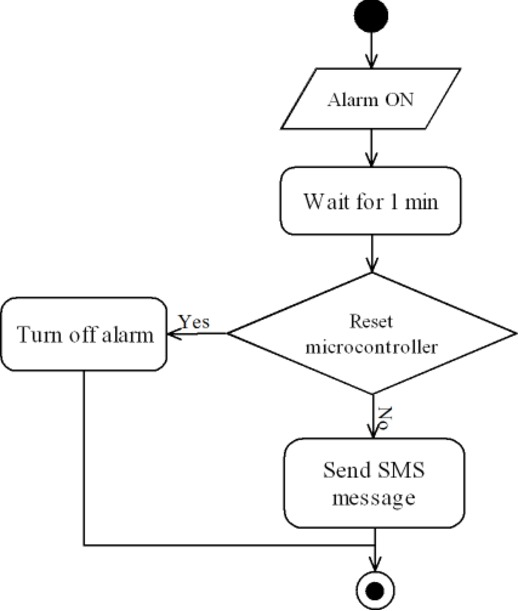 Alarm ON
Wait for 1 min
Reset
microcontroller
Yes
Turn off alarm
No
Send SMS
message